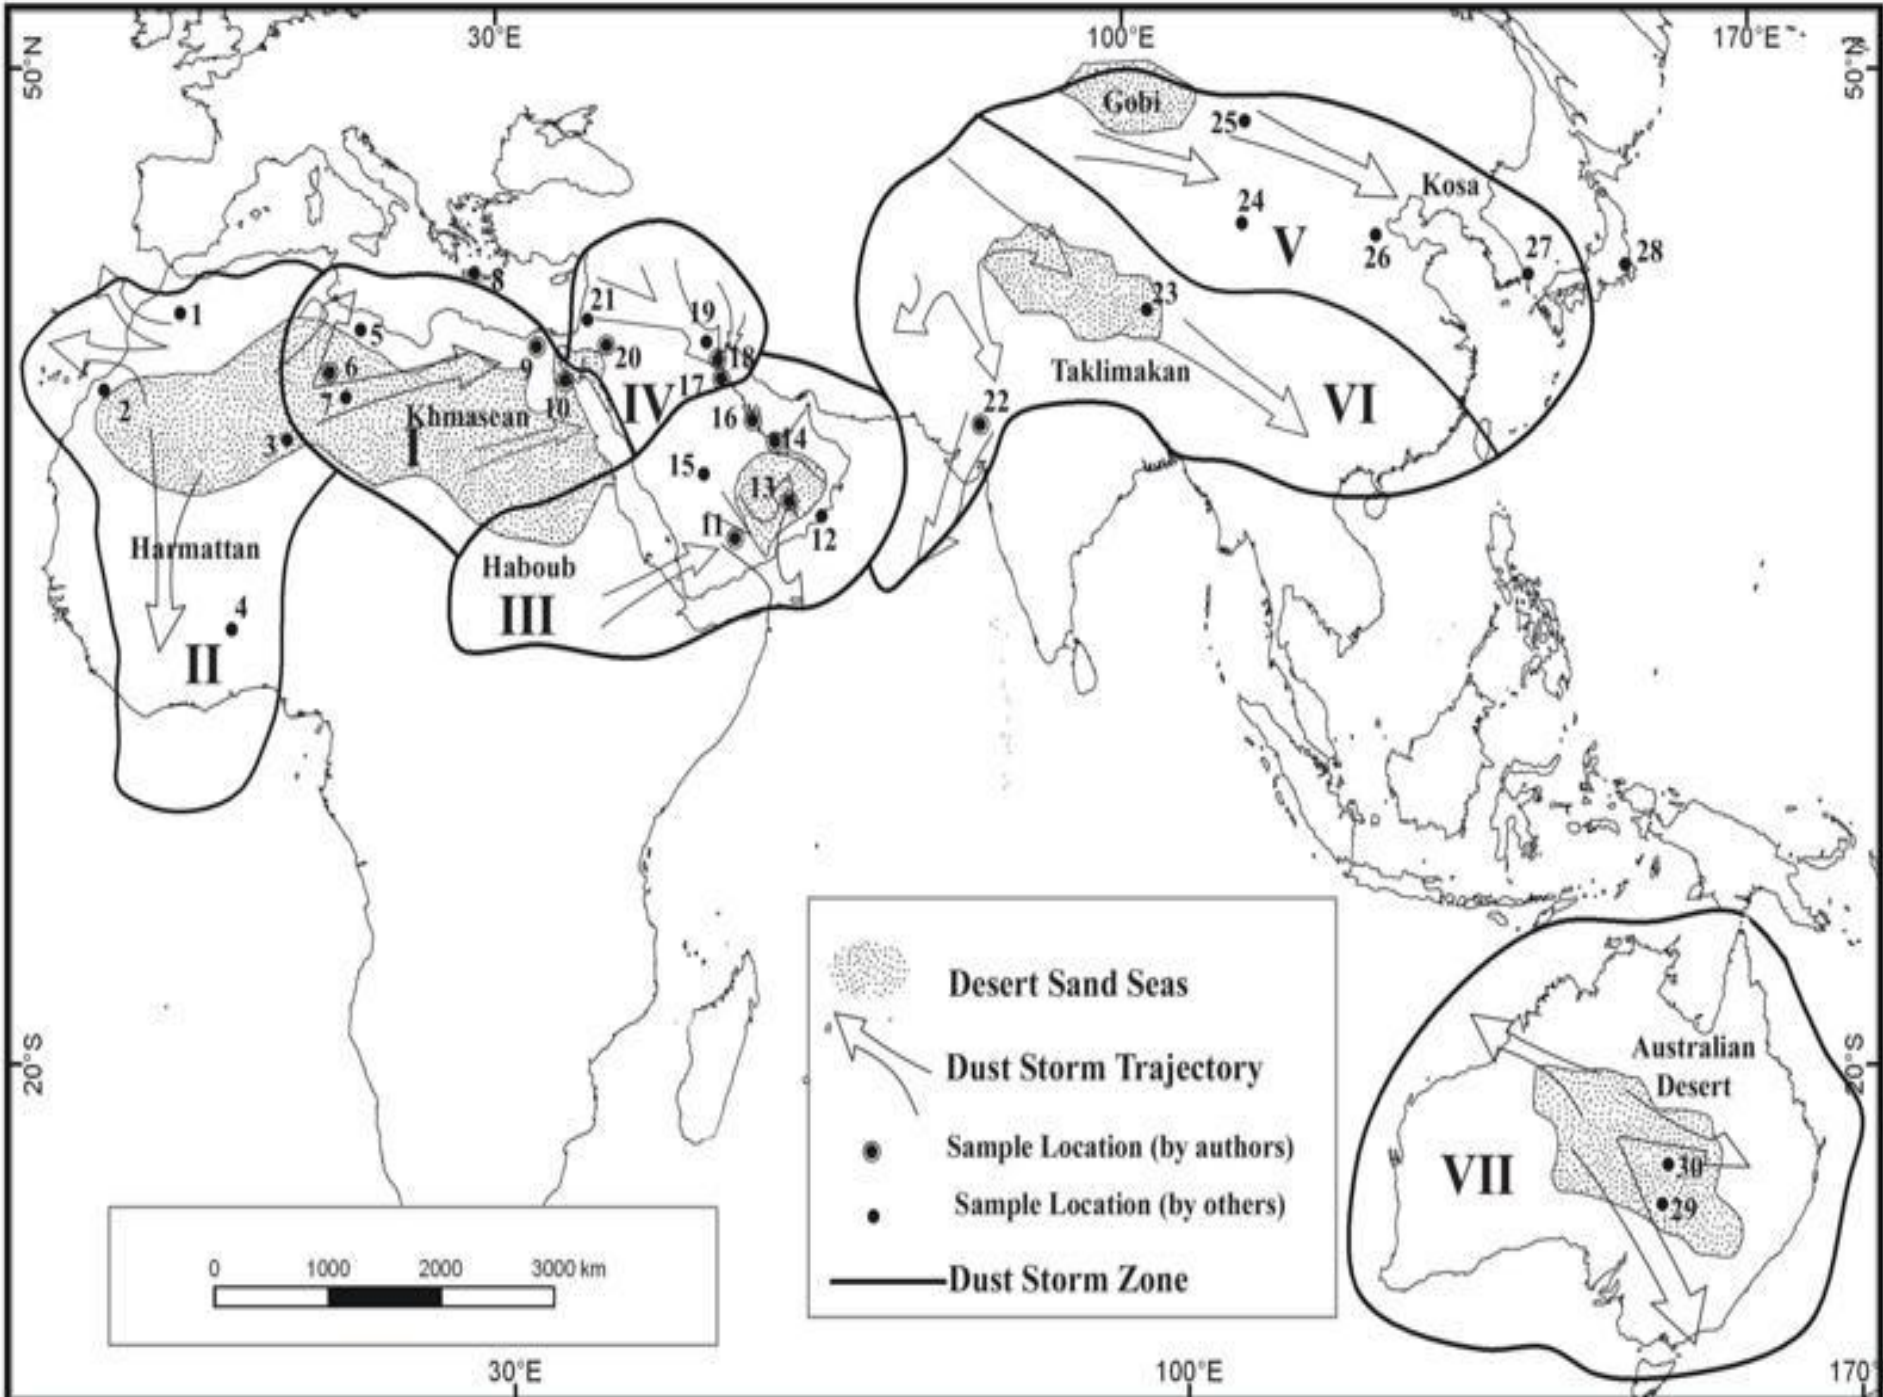 30°E
100°E
170°E
50°N
50°N
Gobi
25
Kosa
24
V
26
27
28
8
21
19
1
5
9
20
18
23
6
7
10
IV
17
Taklimakan
VI
2
Khmasean
I
16
22
3
14
15
13
11
12
Harmattan
Haboub
III
4
II
Desert Sand Seas
Dust Storm Trajectory
Sample Location (by authors)
Sample Location (by others)
Dust Storm Zone
20°S
20°S
Australian
Desert
VII
30
29
0 1000 2000 3000 km
30°E
100°E
170°